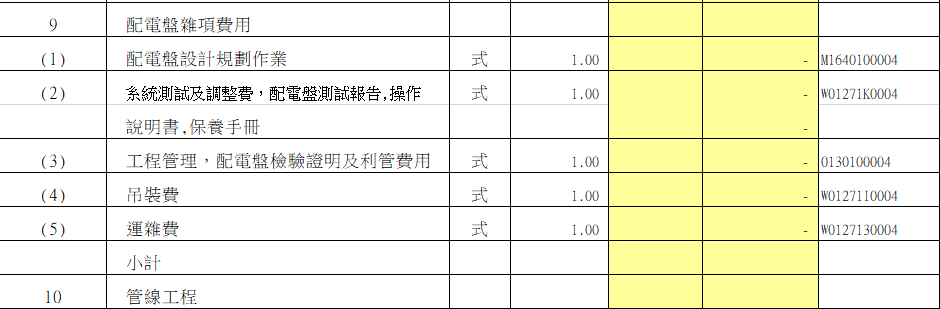 9 配電盤雜項費用
(1) 配電盤設計規劃作業 式 1.00 - M1640100004
(2) 系統測試及調整費，配電盤測試報告,操作 式 1.00 - W01271K0004
說明書,保養手冊 -
(3) 工程管理，配電盤檢驗證明及利管費用 式 1.00 - 0130100004
(4) 吊裝費 式 1.00 - W0127110004
(5) 運雜費 式 1.00 - W0127130004
小計
10 管線工程